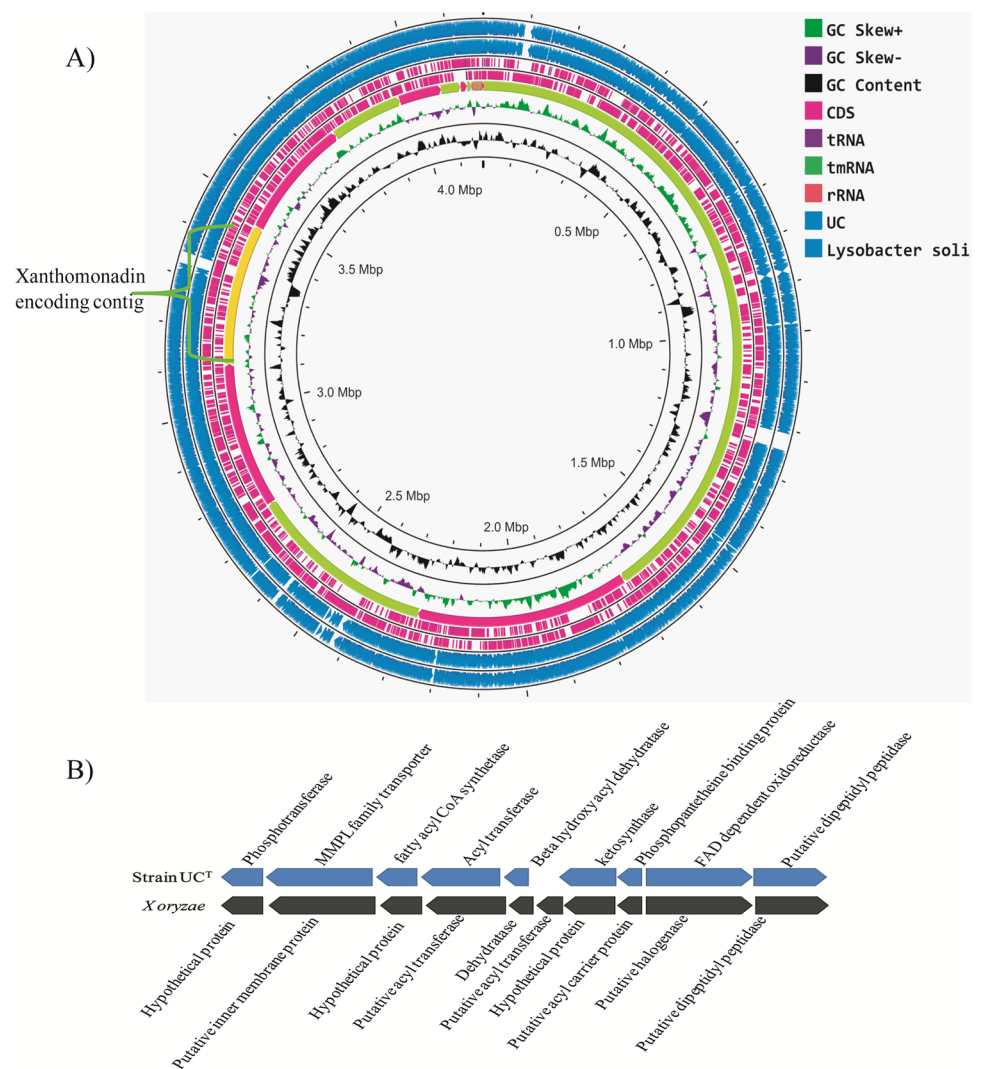 A)
GC Skew+
GC Skew-
GC Content
CDS
tRNA
tmRNA
rRNA
UC
Lysobacter soli
Xanthomonadin
encoding contig
4.0 Mbp
0.5 Mbp
3.5 Mbp
1.0 Mbp
3.0 Mbp
1.5 Mbp
2.5 Mbp
2.0 Mbp
B)
Phosphotransferase
MMPL family transporter
fatty acyl CoA synthetase
Acyl transferase
Beta hydroxy acyl dehydratase
ketosynthase
Phosphopantetheine binding protein
FAD dependent oxidoreductase
Putative dipeptidyl peptidase
Strain UCᵀ
X oryzae
Hypothetical protein
Putative inner membrane protein
Hypothetical protein
Putative acyl transferase
Dehydratase
Putative acyl transferase
Hypothetical protein
Putative acyl carrier protein
Putative halogenase
Putative dipeptidyl peptidase